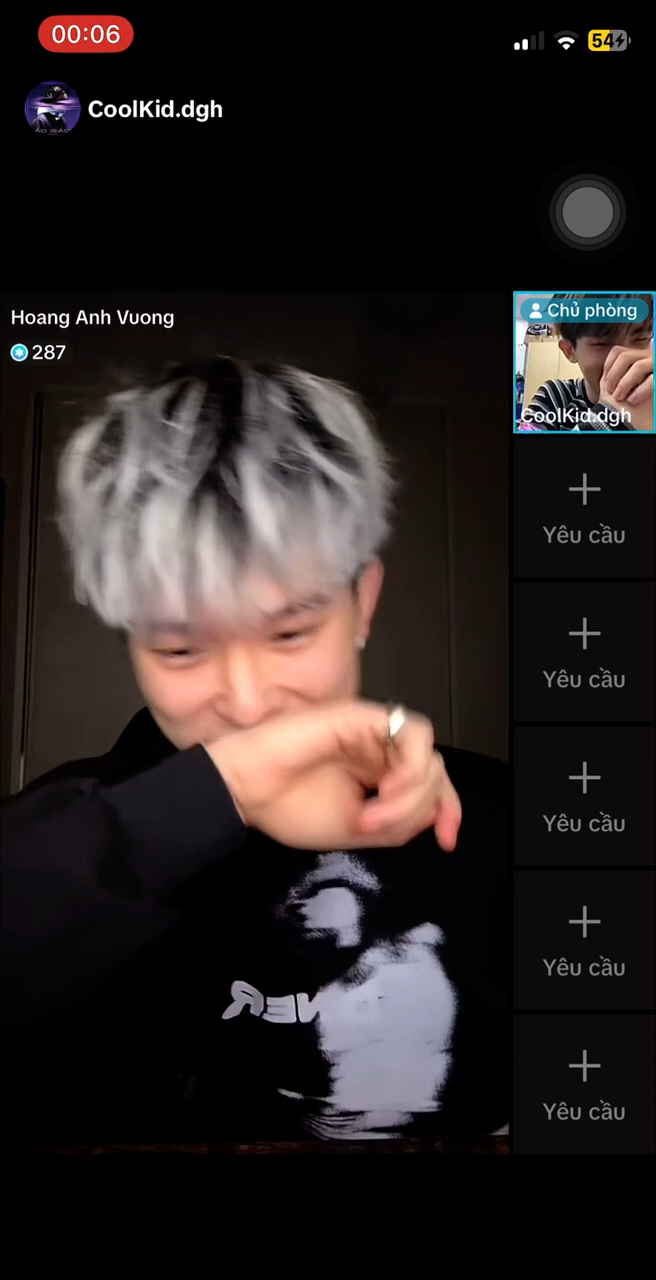 00:06
54
CoolKid.dgh
Hoang Anh Vuong
287
Chủ phòng
CoolKid.dgh
Yêu cầu
Yêu cầu
Yêu cầu
Yêu cầu
Yêu cầu